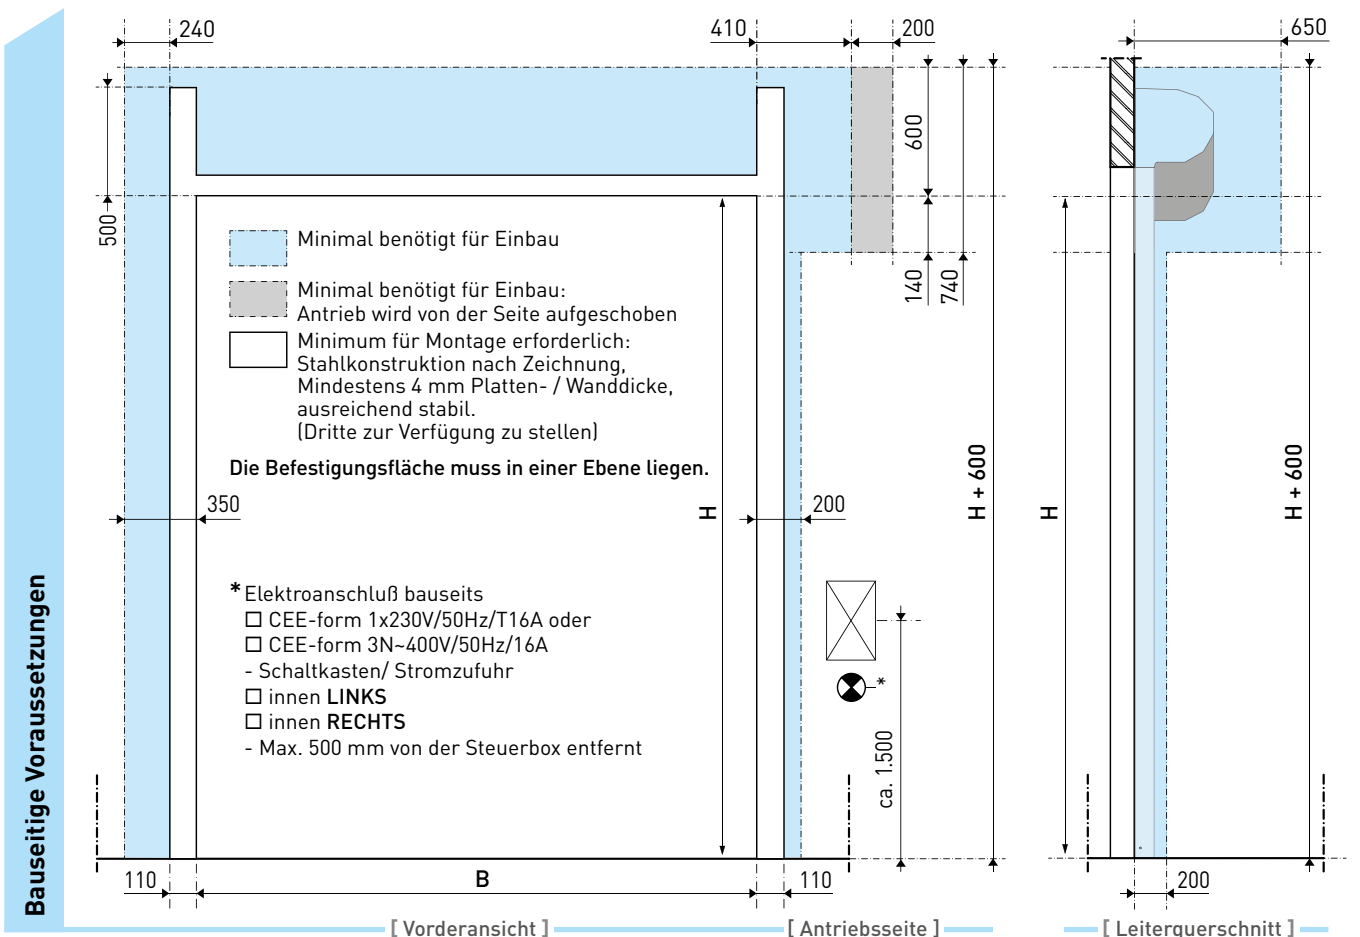 240
410
200
650
600
500
140
740
Minimal benötigt für Einbau
Minimal benötigt für Einbau:
Antrieb wird von der Seite aufgeschoben
Minimum für Montage erforderlich:
Stahlkonstruktion nach Zeichnung,
Mindestens 4 mm Platten- / Wanddicke,
ausreichend stabil.
(Dritte zur Verfügung zu stellen)
Die Befestigungsfläche muss in einer Ebene liegen.
350
H
200
H + 600
H
H + 600
* Elektroanschluß bauseits
☐ CEE-form 1x230V/50Hz/T16A oder
☐ CEE-form 3N~400V/50Hz/16A
- Schaltkasten/ Stromzufuhr
☐ innen LINKS
☐ innen RECHTS
- Max. 500 mm von der Steuerbox entfernt
*
ca. 1.500
110
B
110
200
Bauseitige Voraussetzungen
[ Vorderansicht ]
[ Antriebsseite ]
[ Leiterquerschnitt ]